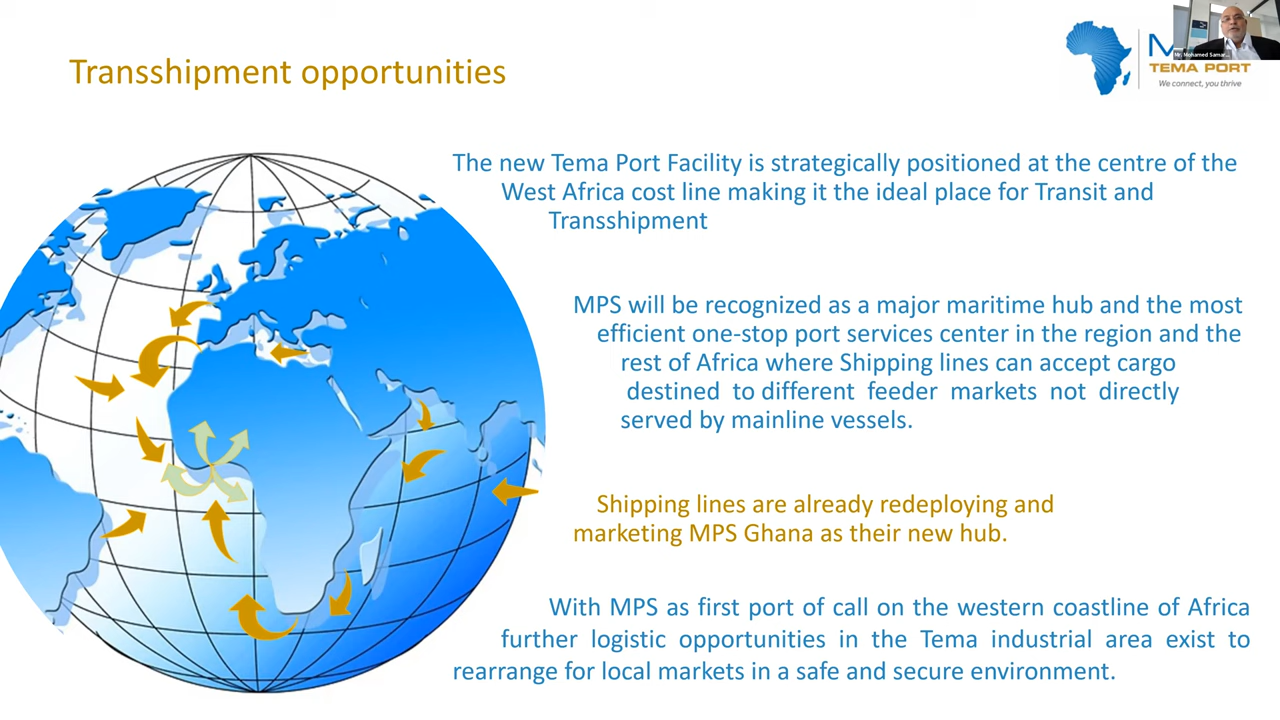 Transshipment opportunities
M
TEMA PORT
We connect, you thrive
Mr. Mohamed Samar...
The new Tema Port Facility is strategically positioned at the centre of the
West Africa cost line making it the ideal place for Transit and
Transshipment
MPS will be recognized as a major maritime hub and the most
efficient one-stop port services center in the region and the
rest of Africa where Shipping lines can accept cargo
destined to different feeder markets not directly
served by mainline vessels.
Shipping lines are already redeploying and
marketing MPS Ghana as their new hub.
With MPS as first port of call on the western coastline of Africa
further logistic opportunities in the Tema industrial area exist to
rearrange for local markets in a safe and secure environment.